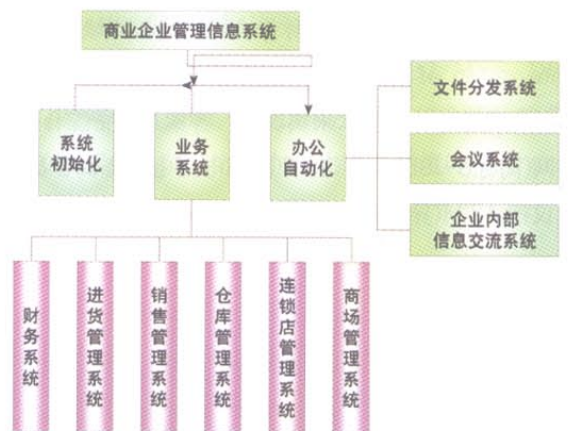 商业企业管理信息系统
文件分发系统
系统
初始化
业务
系统
办公
自动化
会议系统
企业内部
信息交流系统
财务系统
进货管理系统
销售管理系统
仓库管理系统
连锁店管理系统
商场管理系统